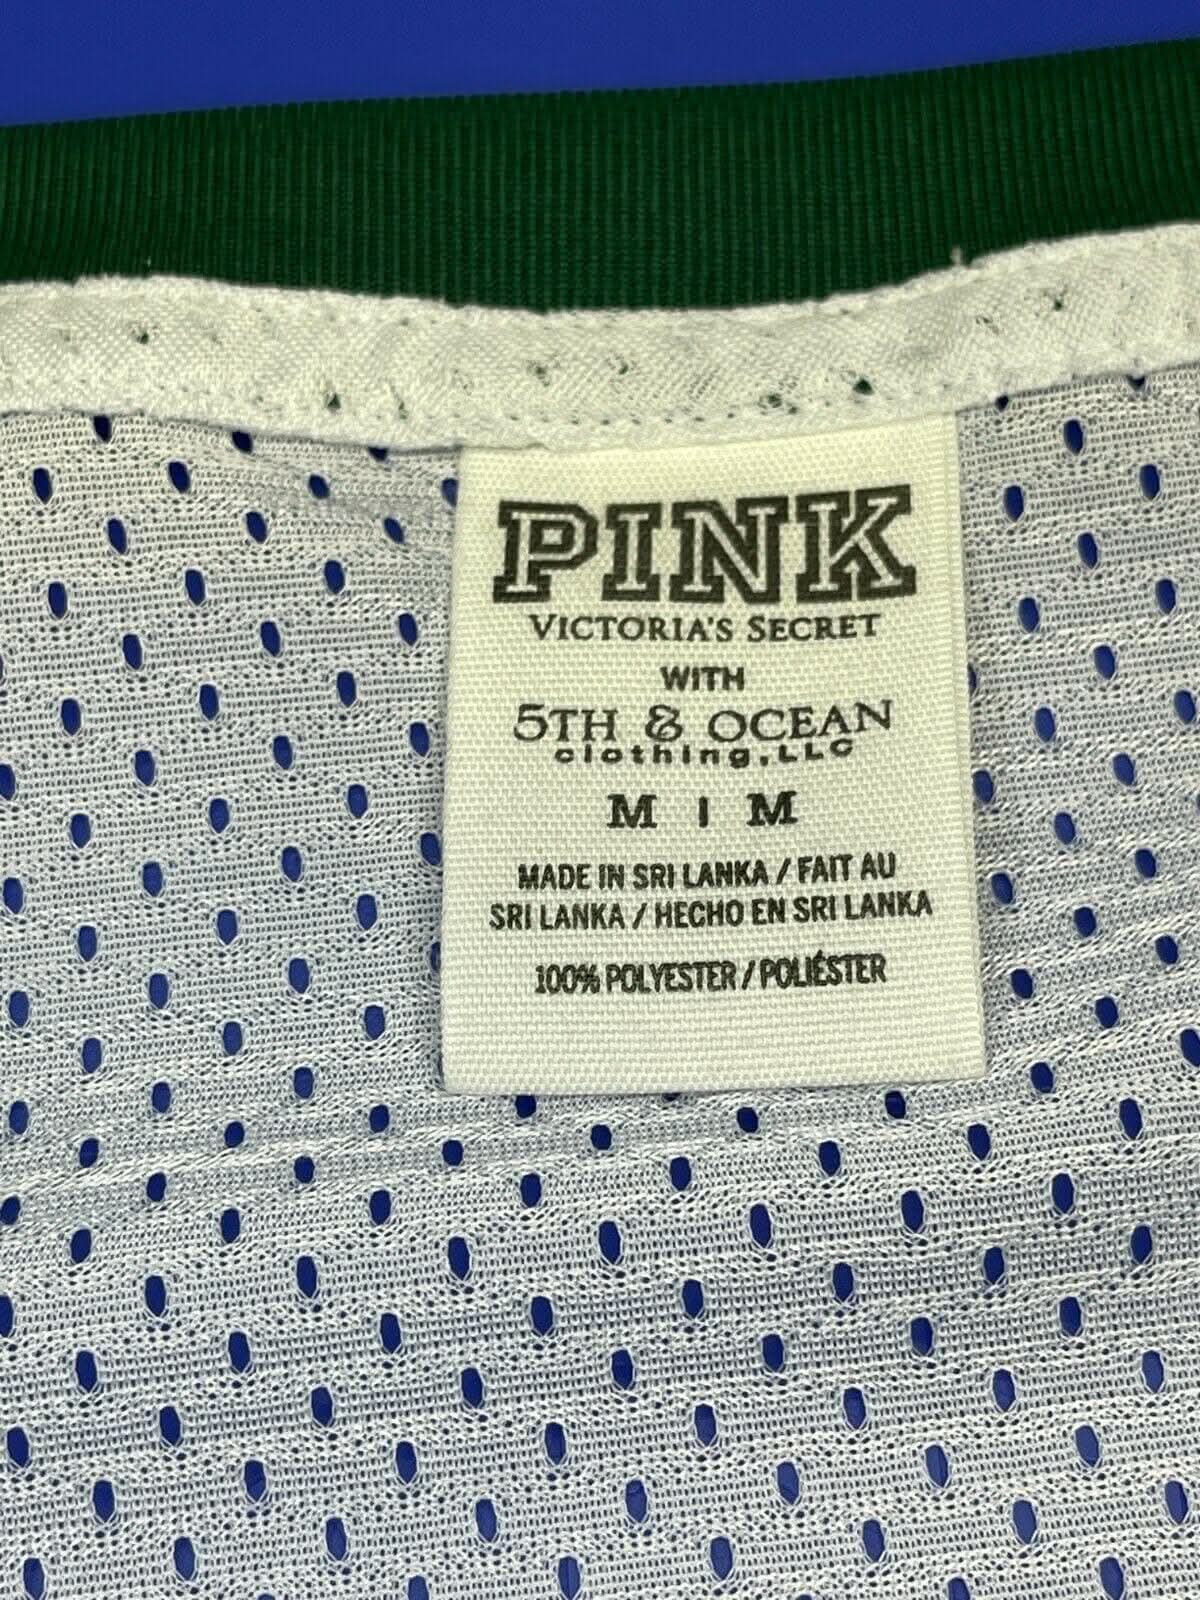 PINK
VICTORIA'S SECRET
WITH
5TH & OCEAN
clothing, LLC
M | M
MADE IN SRI LANKA / FAIT AU
SRI LANKA / HECHO EN SRI LANKA
100% POLYESTER / POLIÉSTER